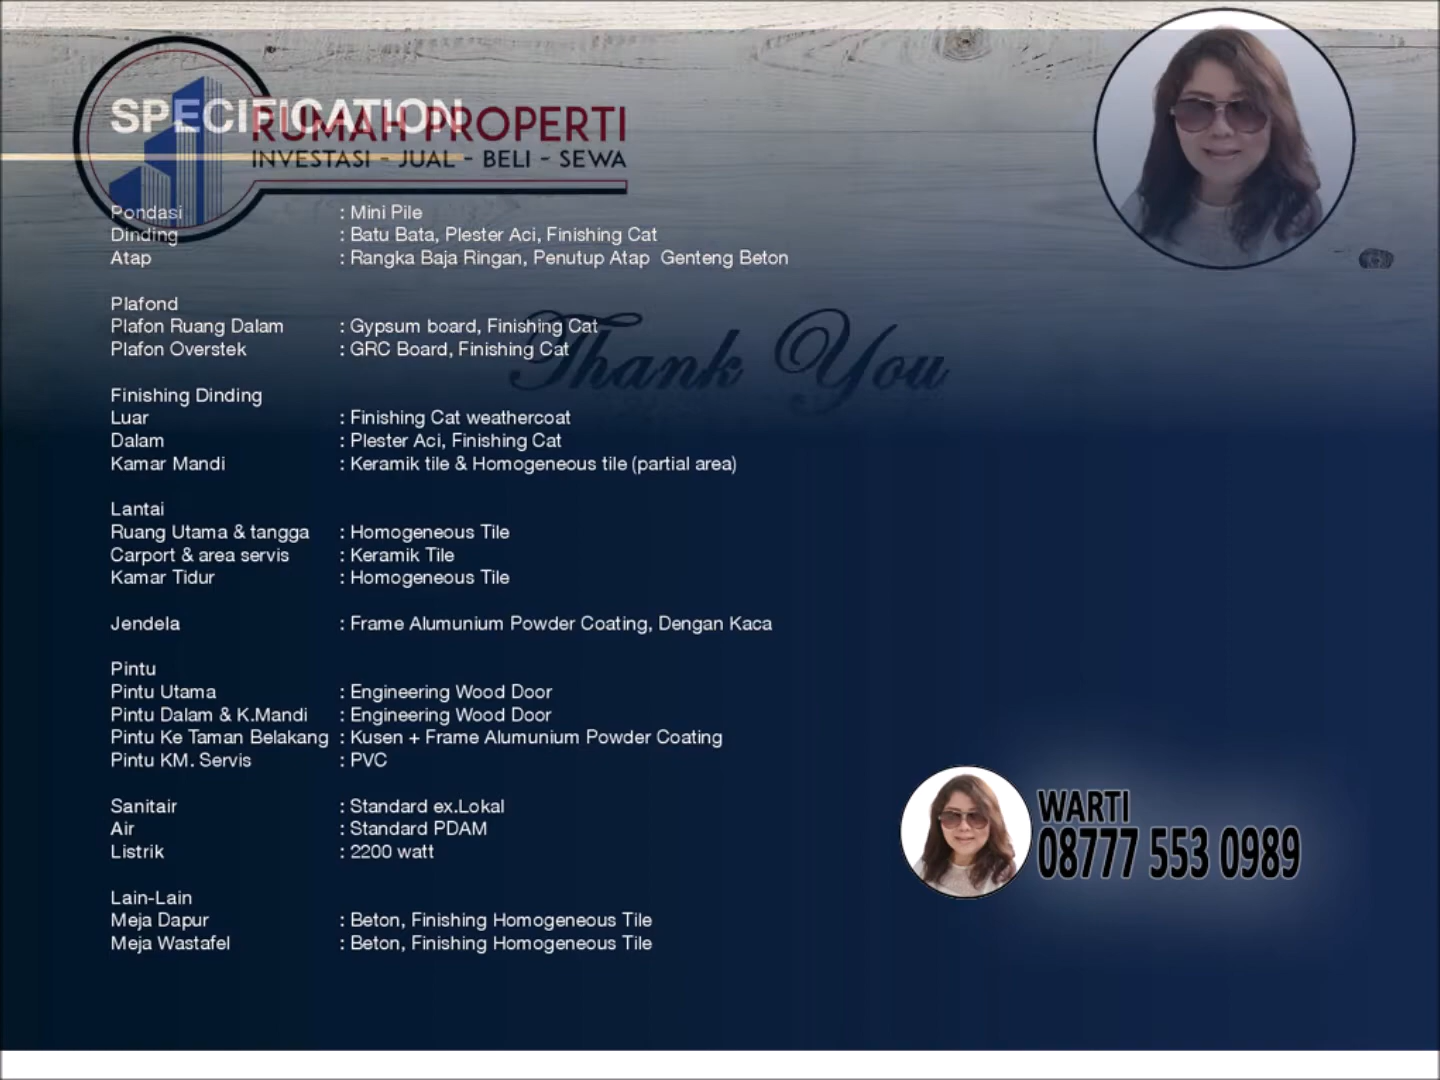 SPECIFICATION
RUMAH PROPERTI
INVESTASI - JUAL - BELI - SEWA
Pondasi : Mini Pile
Dinding : Batu Bata, Plester Aci, Finishing Cat
Atap : Rangka Baja Ringan, Penutup Atap Genteng Beton
Thank You
Plafond
Plafon Ruang Dalam : Gypsum board, Finishing Cat
Plafon Overstek : GRC Board, Finishing Cat
Finishing Dinding
Luar : Finishing Cat weathercoat
Dalam : Plester Aci, Finishing Cat
Kamar Mandi : Keramik tile & Homogeneous tile (partial area)
Lantai
Ruang Utama & tangga : Homogeneous Tile
Carport & area servis : Keramik Tile
Kamar Tidur : Homogeneous Tile
Jendela : Frame Alumunium Powder Coating, Dengan Kaca
Pintu
Pintu Utama : Engineering Wood Door
Pintu Dalam & K.Mandi : Engineering Wood Door
Pintu Ke Taman Belakang : Kusen + Frame Alumunium Powder Coating
Pintu KM. Servis : PVC
Sanitair : Standard ex.Lokal
Air : Standard PDAM
Listrik : 2200 watt
Lain-Lain
Meja Dapur : Beton, Finishing Homogeneous Tile
Meja Wastafel : Beton, Finishing Homogeneous Tile
WARTI
08777 553 0989